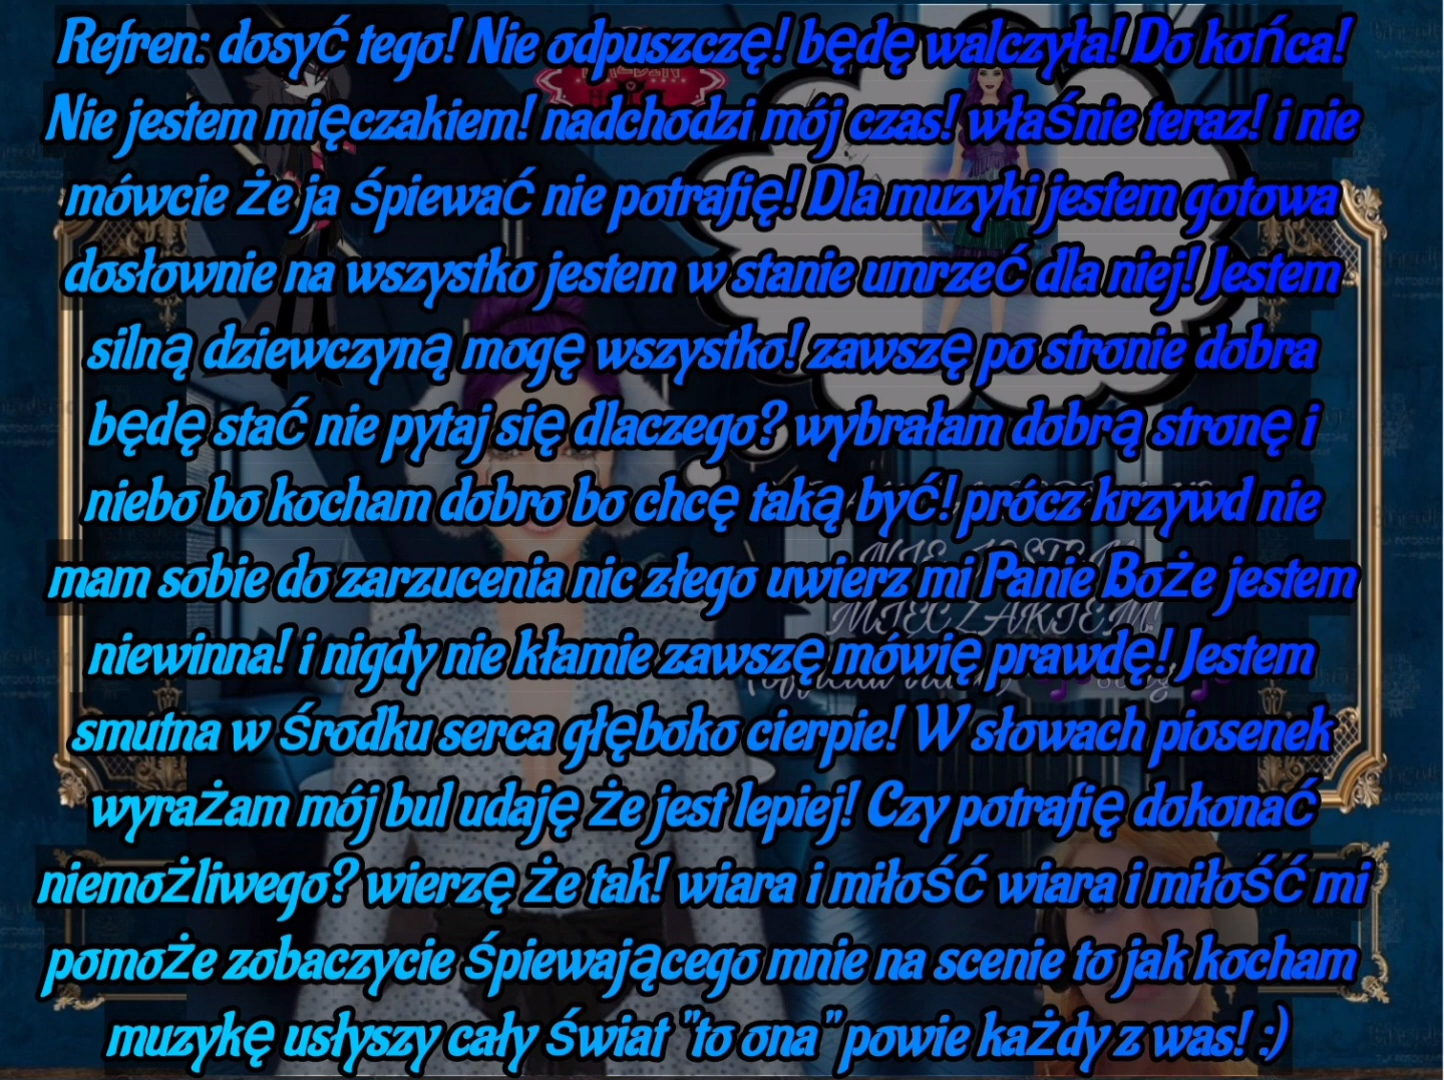 Refren: dosyć tego! Nie odpuszczę! będę walczyła! Do końca!
Nie jestem mięczakiem! nadchodzi mój czas! właśnie teraz! i nie
mówcie że ja śpiewać nie potrafię! Dla muzyki jestem gotowa
dosłownie na wszystko jestem w stanie umrzeć dla niej! Jestem
silną dziewczyną mogę wszystko! zawszę po stronie dobra
będę stać nie pytaj się dlaczego? wybrałam dobrą stronę i
niebo bo kocham dobro bo chcę taką być! prócz krzywd nie
mam sobie do zarzucenia nic złego uwierz mi Panie Boże jestem
niewinna! i nigdy nie kłamie zawszę mówię prawdę! Jestem
smutna w środku serca głęboko cierpie! W słowach piosenek
wyrażam mój bul udaję że jest lepiej! Czy potrafię dokonać
niemożliwego? wierzę że tak! wiara i miłość wiara i miłość mi
pomoże zobaczycie śpiewającego mnie na scenie to jak kocham
muzykę usłyszy cały świat "to ona" powie każdy z was! :)
NIE JESTEM
MIĘCZAKIEM!